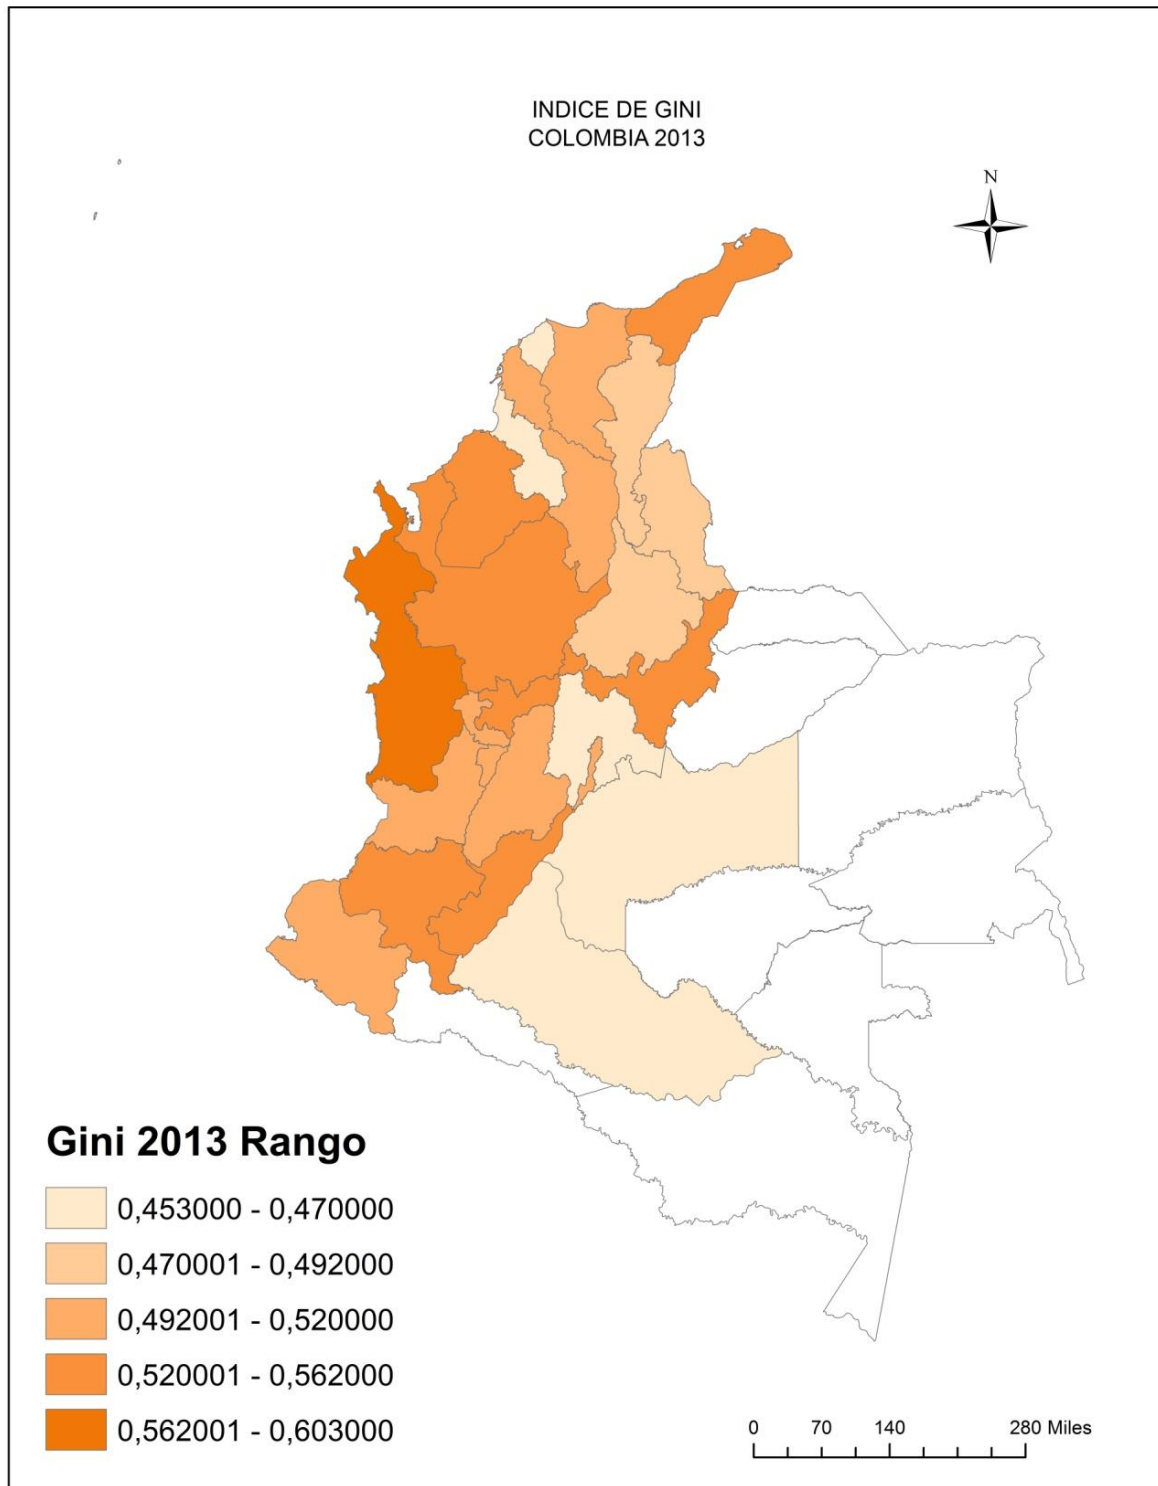 INDICE DE GINI
COLOMBIA 2013
N
Gini 2013 Rango
0,453000 - 0,470000
0,470001 - 0,492000
0,492001 - 0,520000
0,520001 - 0,562000
0,562001 - 0,603000
0 70 140 280 Miles